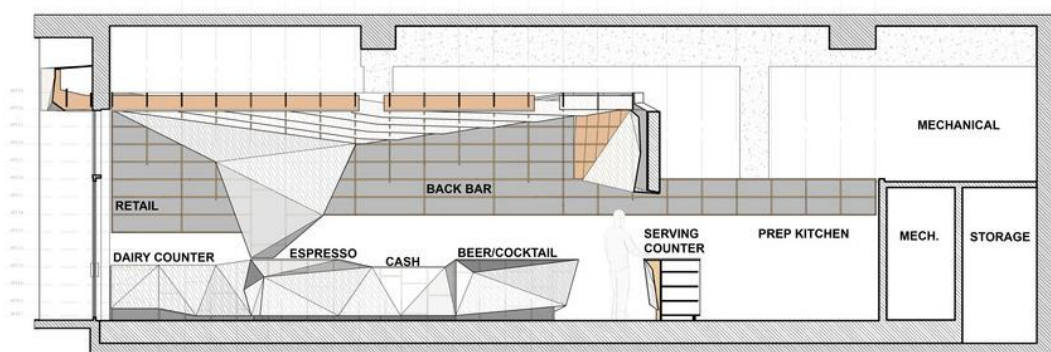 MECHANICAL
BACK BAR
RETAIL
SERVING
COUNTER
PREP KITCHEN
MECH.
STORAGE
DAIRY COUNTER
ESPRESSO
CASH
BEER/COCKTAIL